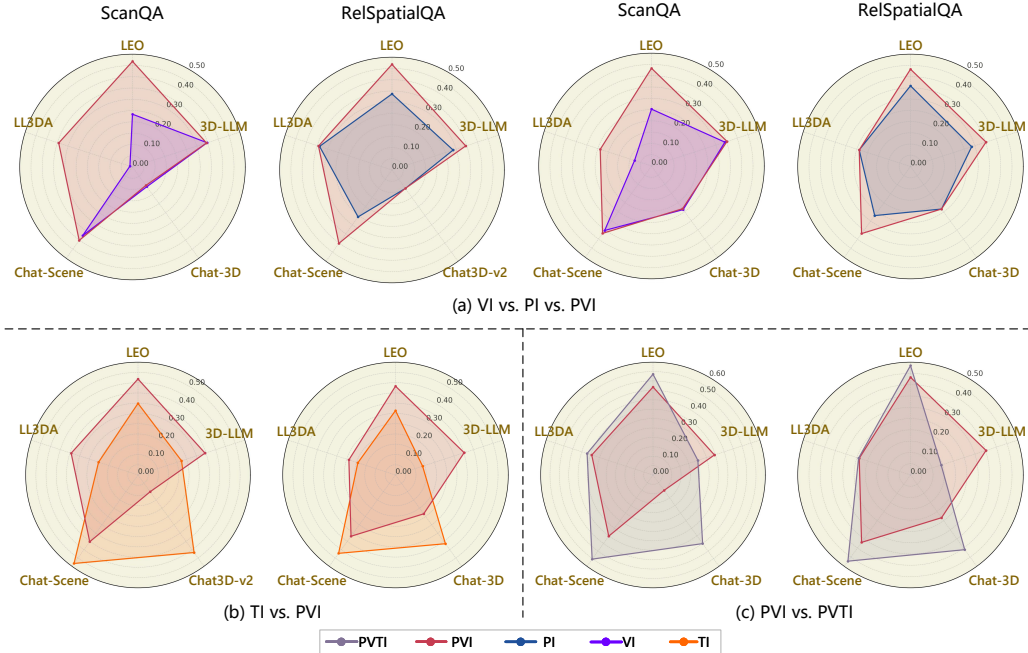 ScanQA
RelSpatialQA
ScanQA
RelSpatialQA
LEO
0.50
0.40
0.30
0.10
0.00
LL3DA
3D-LLM
Chat-Scene
Chat-3D
LEO
0.50
0.40
0.30
0.20
0.10
0.00
LL3DA
3D-LLM
Chat-Scene
Chat3D-v2
LEO
0.50
0.40
0.30
0.20
0.10
0.00
LL3DA
3D-LLM
Chat-Scene
Chat-3D
LEO
0.50
0.40
0.30
0.20
0.10
0.00
LL3DA
3D-LLM
Chat-Scene
Chat-3D
(a) VI vs. PI vs. PVI
LEO
0.50
0.40
0.30
0.20
0.10
0.00
LL3DA
3D-LLM
Chat-Scene
Chat3D-v2
LEO
0.50
0.40
0.30
0.20
0.10
0.00
LL3DA
3D-LLM
Chat-Scene
Chat-3D
LEO
0.60
0.50
0.40
0.30
0.20
0.10
0.00
LL3DA
3D-LLM
Chat-Scene
Chat-3D
LEO
0.50
0.40
0.30
0.20
0.10
0.00
LL3DA
3D-LLM
Chat-Scene
Chat-3D
(b) TI vs. PVI
(c) PVI vs. PVTI
PVTI PVI PI VI TI